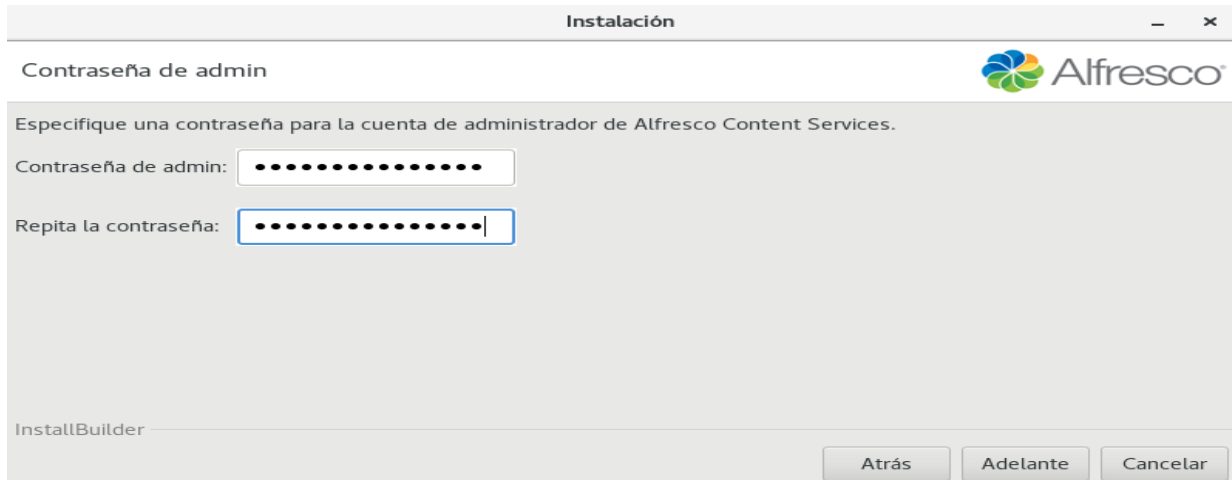 Instalación
Contraseña de admin
Alfresco
Especifique una contraseña para la cuenta de administrador de Alfresco Content Services.
Contraseña de admin: •••••••••••••••
Repita la contraseña: •••••••••••••••
InstallBuilder
Atrás Adelante Cancelar